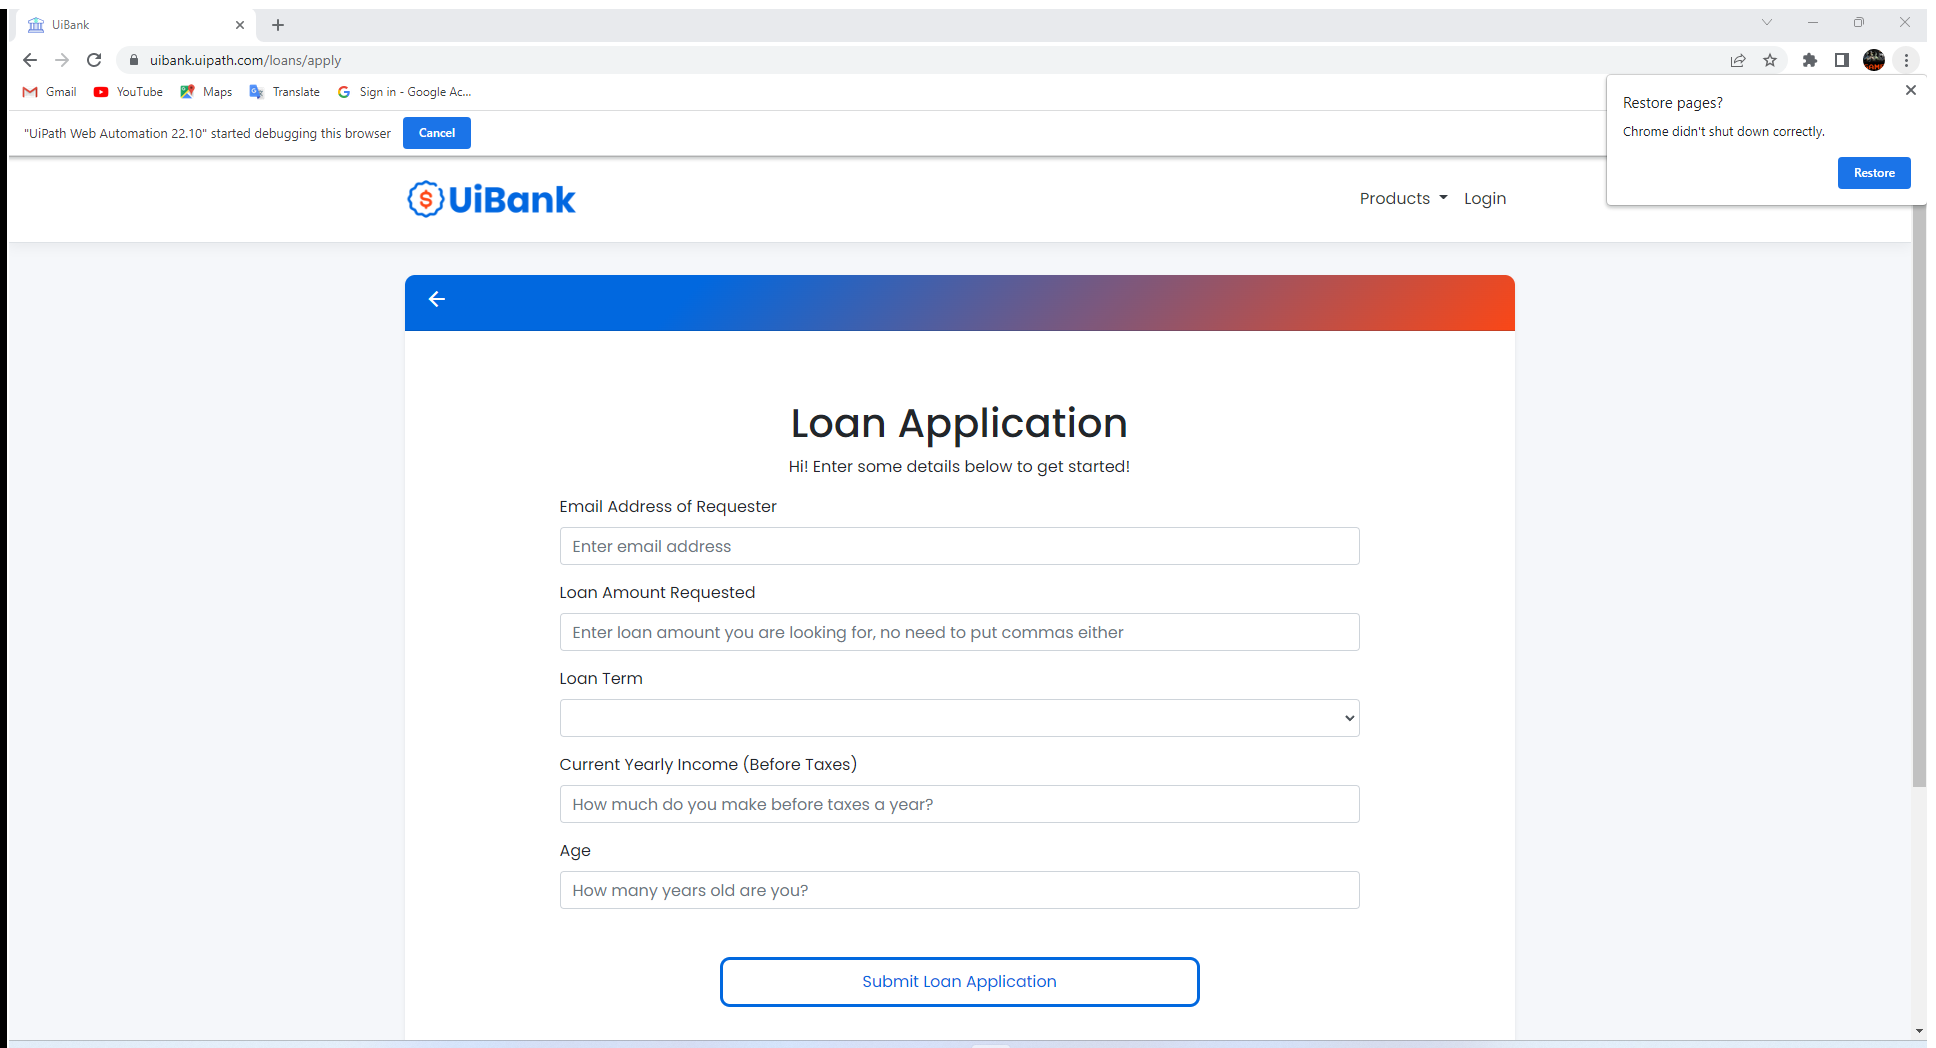 UiBank
uibank.uipath.com/loans/apply
Gmail YouTube Maps Translate Sign in - Google Ac...
Restore pages?
Chrome didn't shut down correctly.
Restore
"UiPath Web Automation 22.10" started debugging this browser Cancel
UiBank
Products Login
Loan Application
Hi! Enter some details below to get started!
Email Address of Requester
Enter email address
Loan Amount Requested
Enter loan amount you are looking for, no need to put commas either
Loan Term
Current Yearly Income (Before Taxes)
How much do you make before taxes a year?
Age
How many years old are you?
Submit Loan Application